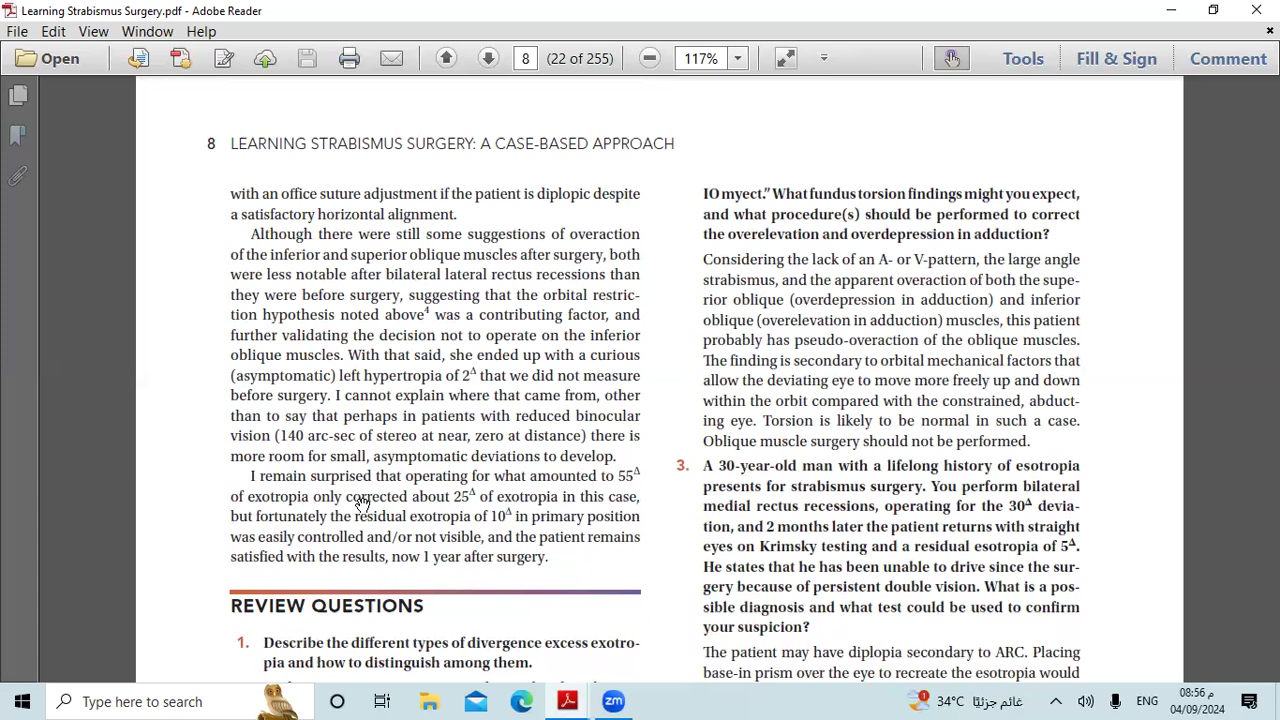 Learning Strabismus Surgery.pdf - Adobe Reader
File Edit View Window Help
Open 8 (22 of 255) 117% Tools Fill & Sign Comment
8 LEARNING STRABISMUS SURGERY: A CASE-BASED APPROACH
with an office suture adjustment if the patient is diplopic despite
a satisfactory horizontal alignment.
Although there were still some suggestions of overaction
of the inferior and superior oblique muscles after surgery, both
were less notable after bilateral lateral rectus recessions than
they were before surgery, suggesting that the orbital restric-
tion hypothesis noted above⁴ was a contributing factor, and
further validating the decision not to operate on the inferior
oblique muscles. With that said, she ended up with a curious
(asymptomatic) left hypertropia of 2Δ that we did not measure
before surgery. I cannot explain where that came from, other
than to say that perhaps in patients with reduced binocular
vision (140 arc-sec of stereo at near, zero at distance) there is
more room for small, asymptomatic deviations to develop.
I remain surprised that operating for what amounted to 55Δ
of exotropia only corrected about 25Δ of exotropia in this case,
but fortunately the residual exotropia of 10Δ in primary position
was easily controlled and/or not visible, and the patient remains
satisfied with the results, now 1 year after surgery.
REVIEW QUESTIONS
1. Describe the different types of divergence excess exotro-
pia and how to distinguish among them.
IO myect.” What fundus torsion findings might you expect,
and what procedure(s) should be performed to correct
the overelevation and overdepression in adduction?
Considering the lack of an A- or V-pattern, the large angle
strabismus, and the apparent overaction of both the supe-
rior oblique (overdepression in adduction) and inferior
oblique (overelevation in adduction) muscles, this patient
probably has pseudo-overaction of the oblique muscles.
The finding is secondary to orbital mechanical factors that
allow the deviating eye to move more freely up and down
within the orbit compared with the constrained, abduct-
ing eye. Torsion is likely to be normal in such a case.
Oblique muscle surgery should not be performed.
3. A 30-year-old man with a lifelong history of esotropia
presents for strabismus surgery. You perform bilateral
medial rectus recessions, operating for the 30Δ devia-
tion, and 2 months later the patient returns with straight
eyes on Krimsky testing and a residual esotropia of 5Δ.
He states that he has been unable to drive since the sur-
gery because of persistent double vision. What is a pos-
sible diagnosis and what test could be used to confirm
your suspicion?
The patient may have diplopia secondary to ARC. Placing
base-in prism over the eye to recreate the esotropia would
Type here to search
zm
1
34°C غائم جزئيًا
ENG
08:56 م
04/09/2024